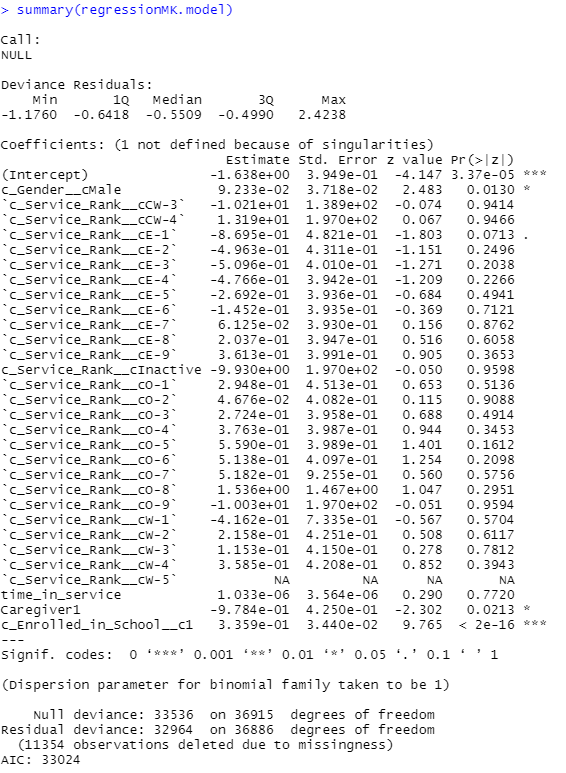 > summary(regressionMK.model)
Call:
NULL
Deviance Residuals:
    Min       1Q   Median       3Q      Max
-1.1760  -0.6418  -0.5509  -0.4990   2.4238
Coefficients: (1 not defined because of singularities)
                             Estimate Std. Error z value Pr(>|z|)
(Intercept)                -1.638e+00  3.949e-01  -4.147 3.37e-05 ***
c_Gender__cMale             9.233e-02  3.718e-02   2.483   0.0130 *
`c_Service_Rank__cCW-3`    -1.021e+01  1.389e+02  -0.074   0.9414
`c_Service_Rank__cCW-4`     1.319e+01  1.970e+02   0.067   0.9466
`c_Service_Rank__cE-1`     -8.695e-01  4.821e-01  -1.803   0.0713 .
`c_Service_Rank__cE-2`     -4.963e-01  4.311e-01  -1.151   0.2496
`c_Service_Rank__cE-3`     -5.096e-01  4.010e-01  -1.271   0.2038
`c_Service_Rank__cE-4`     -4.766e-01  3.942e-01  -1.209   0.2266
`c_Service_Rank__cE-5`     -2.692e-01  3.936e-01  -0.684   0.4941
`c_Service_Rank__cE-6`     -1.452e-01  3.935e-01  -0.369   0.7121
`c_Service_Rank__cE-7`      6.125e-02  3.930e-01   0.156   0.8762
`c_Service_Rank__cE-8`      2.037e-01  3.947e-01   0.516   0.6058
`c_Service_Rank__cE-9`      3.613e-01  3.991e-01   0.905   0.3653
c_Service_Rank__cInactive  -9.930e+00  1.970e+02  -0.050   0.9598
`c_Service_Rank__cO-1`      2.948e-01  4.513e-01   0.653   0.5136
`c_Service_Rank__cO-2`      4.676e-02  4.082e-01   0.115   0.9088
`c_Service_Rank__cO-3`      2.724e-01  3.958e-01   0.688   0.4914
`c_Service_Rank__cO-4`      3.763e-01  3.987e-01   0.944   0.3453
`c_Service_Rank__cO-5`      5.590e-01  3.989e-01   1.401   0.1612
`c_Service_Rank__cO-6`      5.138e-01  4.097e-01   1.254   0.2098
`c_Service_Rank__cO-7`      5.182e-01  9.255e-01   0.560   0.5756
`c_Service_Rank__cO-8`      1.536e+00  1.467e+00   1.047   0.2951
`c_Service_Rank__cO-9`     -1.003e+01  1.970e+02  -0.051   0.9594
`c_Service_Rank__cW-1`     -4.162e-01  7.335e-01  -0.567   0.5704
`c_Service_Rank__cW-2`      2.158e-01  4.251e-01   0.508   0.6117
`c_Service_Rank__cW-3`      1.153e-01  4.150e-01   0.278   0.7812
`c_Service_Rank__cW-4`      3.585e-01  4.208e-01   0.852   0.3943
`c_Service_Rank__cW-5`             NA         NA      NA       NA
time_in_service             1.033e-06  3.564e-06   0.290   0.7720
Caregiver1                 -9.784e-01  4.250e-01  -2.302   0.0213 *
c_Enrolled_in_School__c1    3.359e-01  3.440e-02   9.765  < 2e-16 ***
---
Signif. codes:  0 ‘***’ 0.001 ‘**’ 0.01 ‘*’ 0.05 ‘.’ 0.1 ‘ ’ 1
(Dispersion parameter for binomial family taken to be 1)
    Null deviance: 33536  on 36915  degrees of freedom
Residual deviance: 32964  on 36886  degrees of freedom
  (11354 observations deleted due to missingness)
AIC: 33024